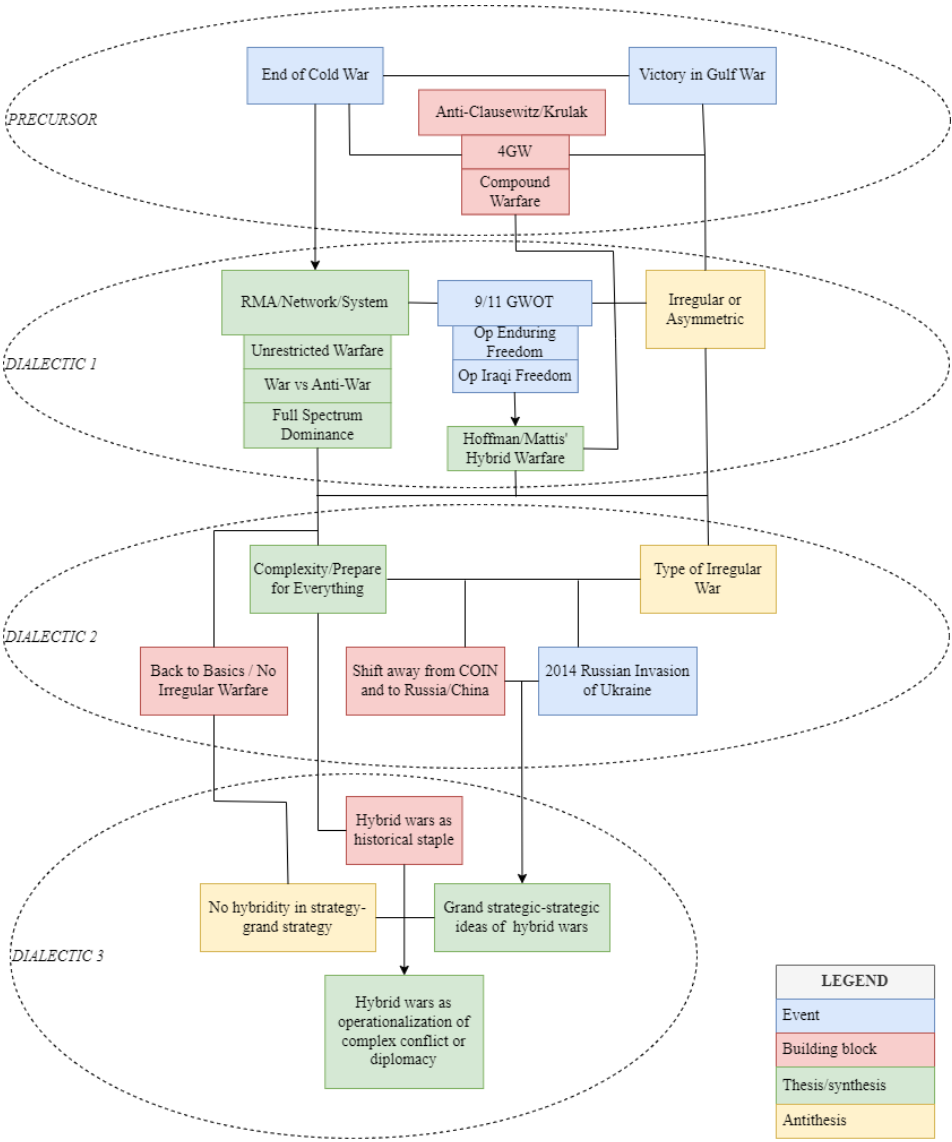 End of Cold War
Victory in Gulf War
Anti-Clausewitz/Krulak
PRECURSOR
4GW
Compound
Warfare
RMA/Network/System
9/11 GWOT
Irregular or
Asymmetric
Op Enduring
Freedom
Unrestricted Warfare
DIALECTIC 1
Op Iraqi Freedom
War vs Anti-War
Full Spectrum
Dominance
Hoffman/Mattis'
Hybrid Warfare
Complexity/Prepare
for Everything
Type of Irregular
War
DIALECTIC 2
Back to Basics / No
Irregular Warfare
Shift away from COIN
and to Russia/China
2014 Russian Invasion
of Ukraine
Hybrid wars as
historical staple
No hybridity in strategy-
grand strategy
Grand strategic-strategic
ideas of hybrid wars
DIALECTIC 3
Hybrid wars as
operationalization of
complex conflict or
diplomacy
LEGEND
Event
Building block
Thesis/synthesis
Antithesis